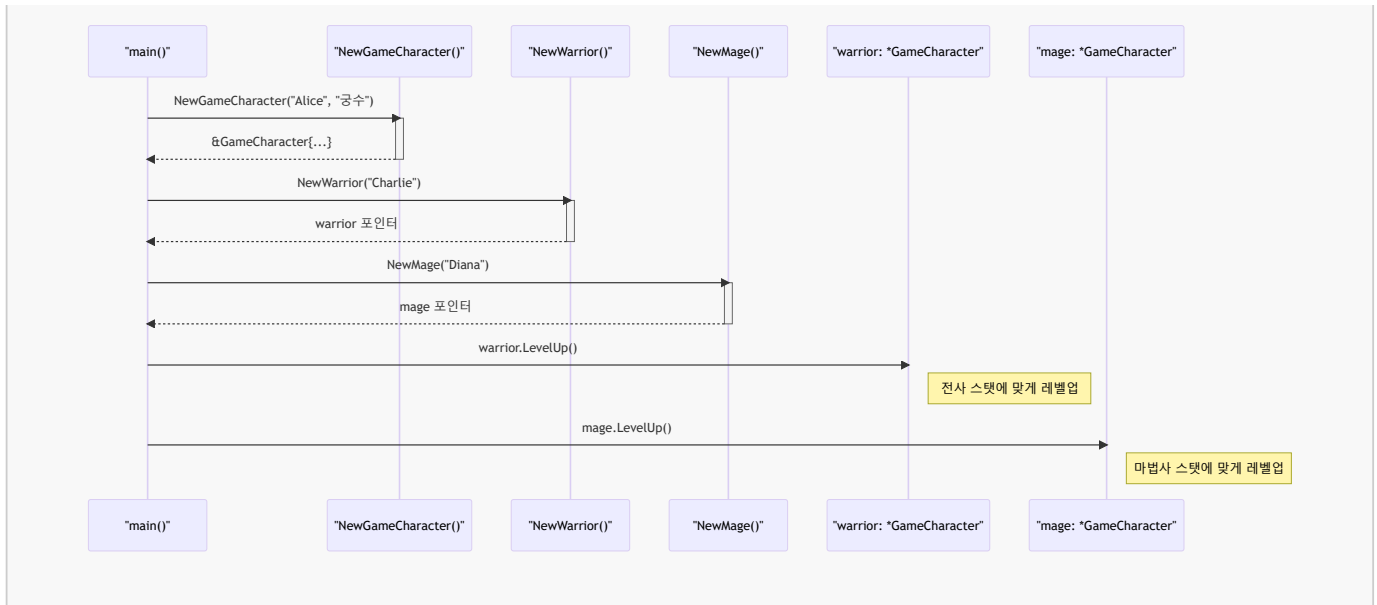 "main()"
"NewGameCharacter()"
"NewWarrior()"
"NewMage()"
"warrior: *GameCharacter"
"mage: *GameCharacter"
NewGameCharacter("Alice", "궁수")
&GameCharacter{...}
NewWarrior("Charlie")
warrior 포인터
NewMage("Diana")
mage 포인터
warrior.LevelUp()
전사 스탯에 맞게 레벨업
mage.LevelUp()
마법사 스탯에 맞게 레벨업
"main()"
"NewGameCharacter()"
"NewWarrior()"
"NewMage()"
"warrior: *GameCharacter"
"mage: *GameCharacter"